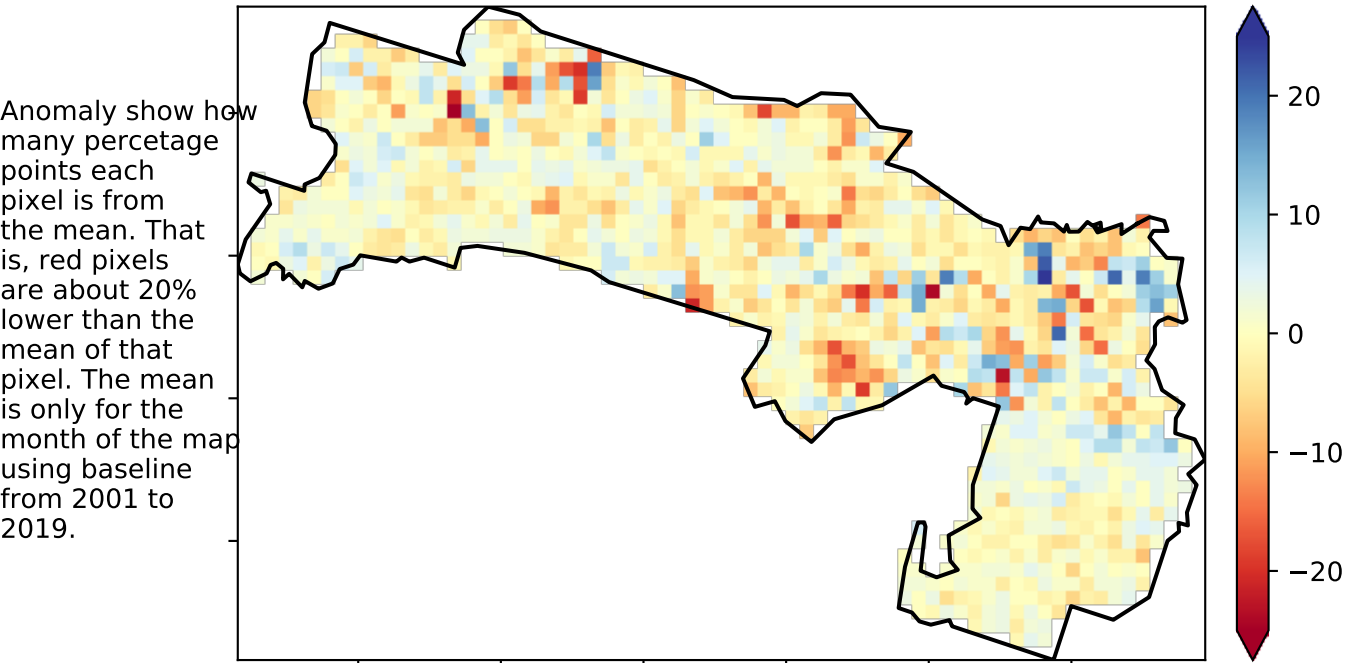 Anomaly show how
many percetage
points each
pixel is from
the mean. That
is, red pixels
are about 20%
lower than the
mean of that
pixel. The mean
is only for the
month of the map
using baseline
from 2001 to
2019.
20
10
0
−10
−20